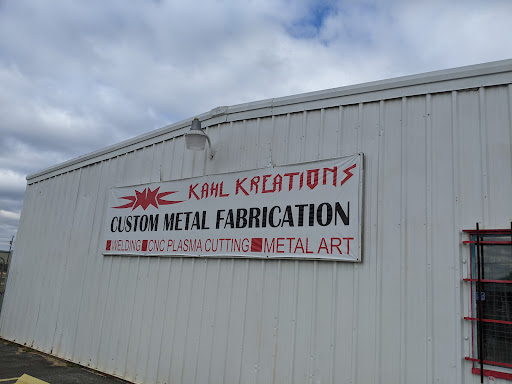 KAHL KREATIONS
CUSTOM METAL FABRICATION
WELDING CNC PLASMA CUTTING METAL ART